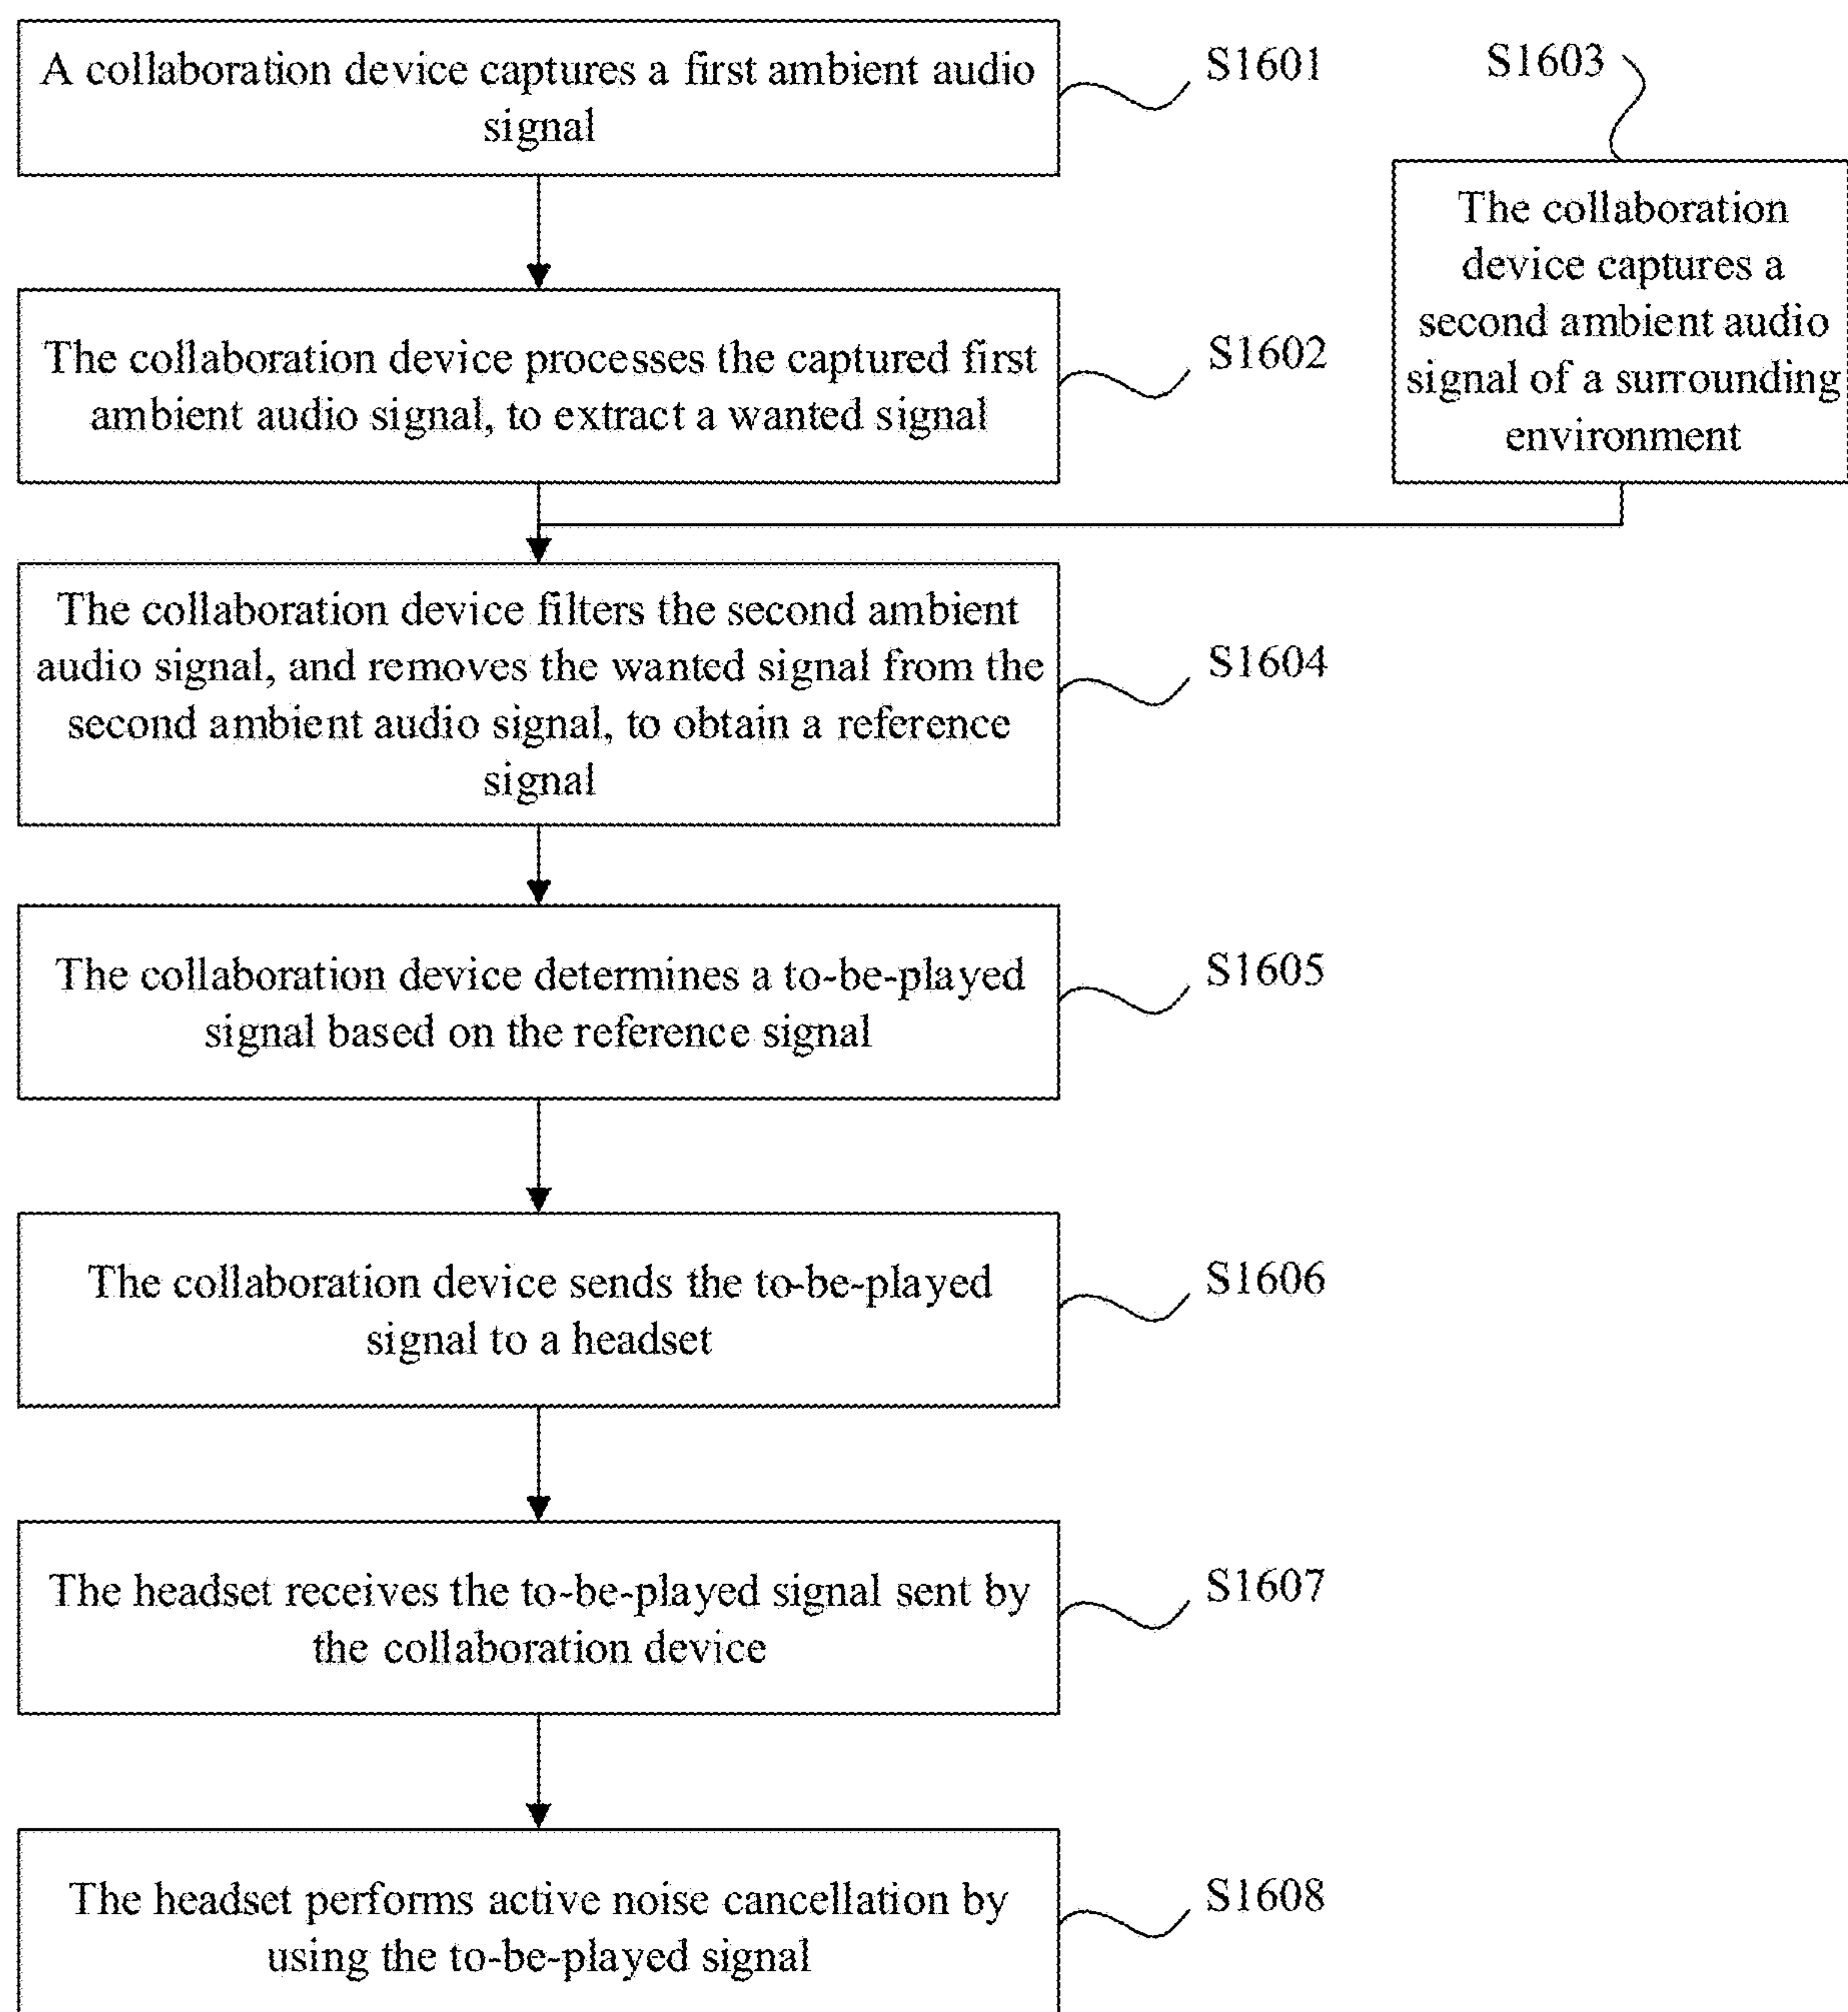 A collaboration device captures a first ambient audio
signal
S1601
S1603
The collaboration
device captures a
second ambient audio
signal of a surrounding
environment
The collaboration device processes the captured first
ambient audio signal, to extract a wanted signal
S1602
The collaboration device filters the second ambient
audio signal, and removes the wanted signal from the
second ambient audio signal, to obtain a reference
signal
S1604
The collaboration device determines a to-be-played
signal based on the reference signal
S1605
The collaboration device sends the to-be-played
signal to a headset
S1606
The headset receives the to-be-played signal sent by
the collaboration device
S1607
The headset performs active noise cancellation by
using the to-be-played signal
S1608